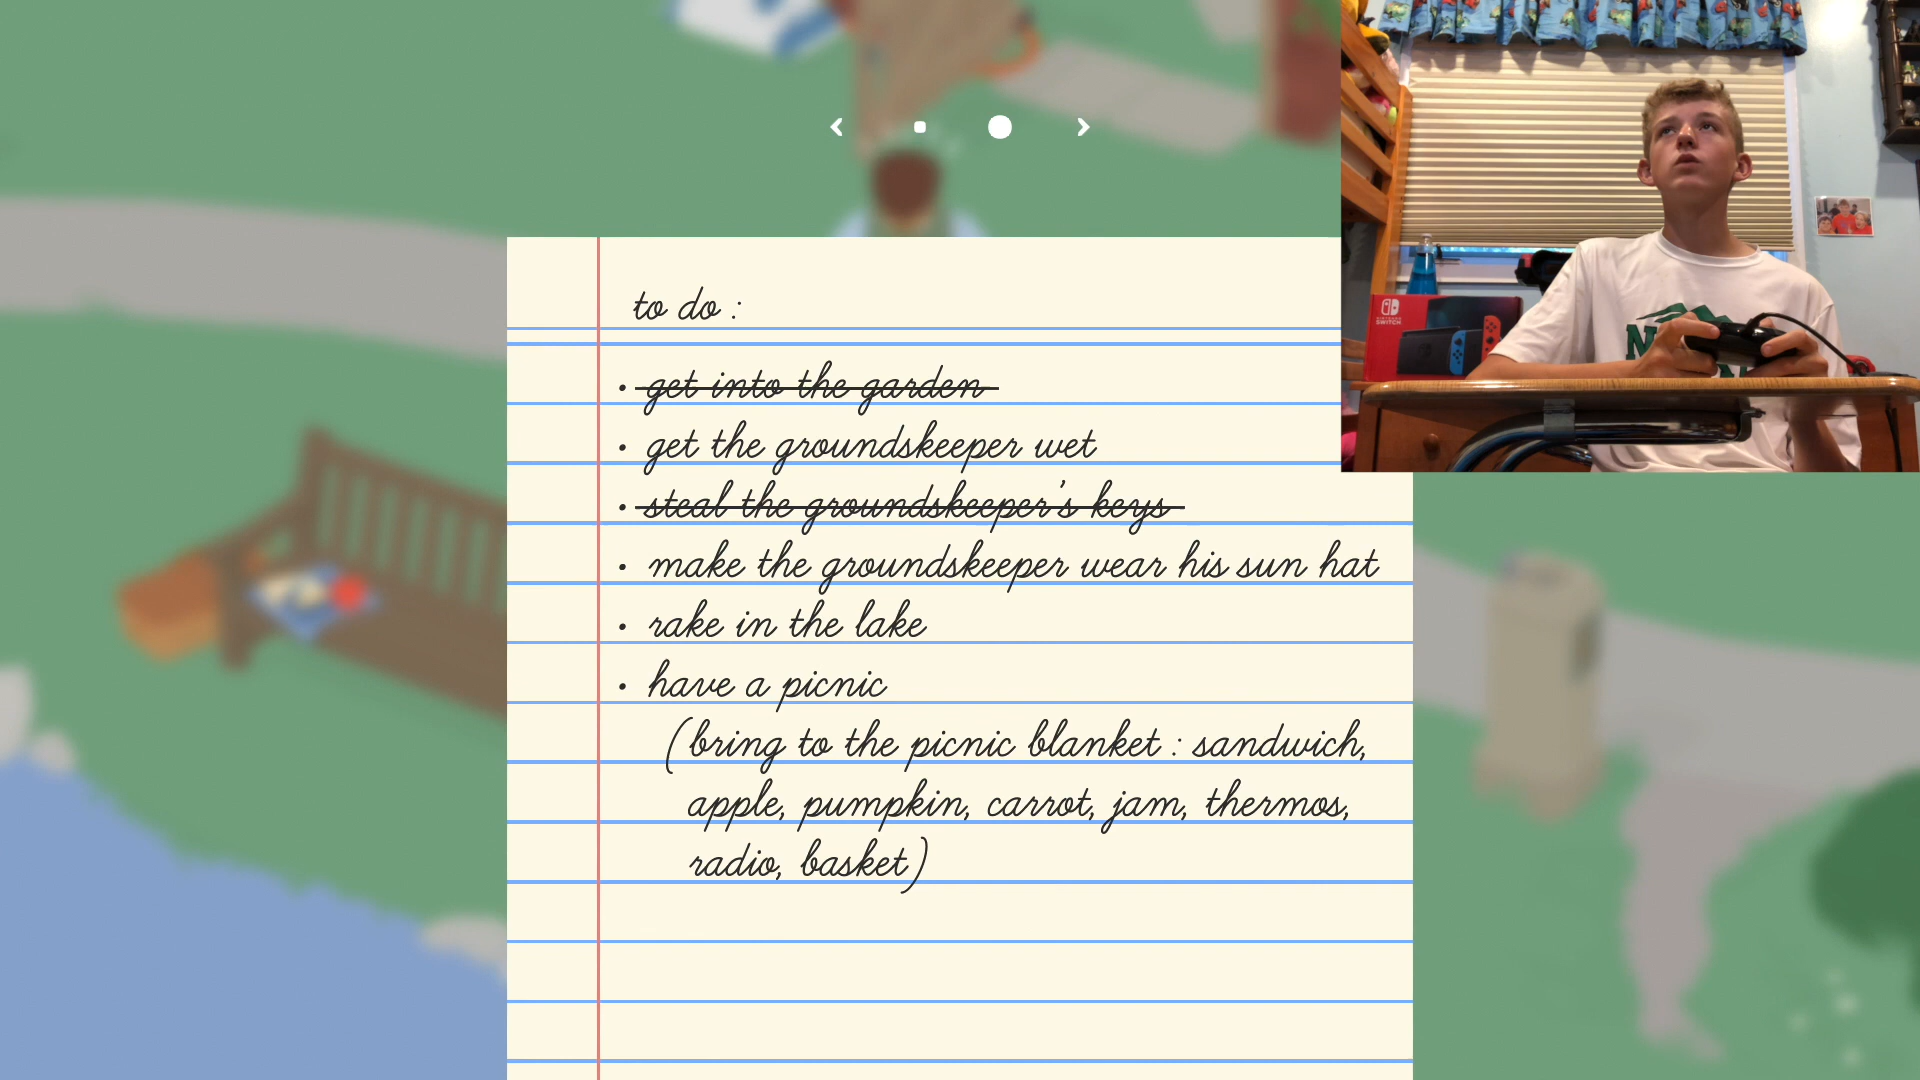 to do :
• get into the garden
• get the groundskeeper wet
• steal the groundskeeper's keys
• make the groundskeeper wear his sun hat
• rake in the lake
• have a picnic
(bring to the picnic blanket : sandwich,
apple, pumpkin, carrot, jam, thermos,
radio, basket)
NINTENDO
SWITCH